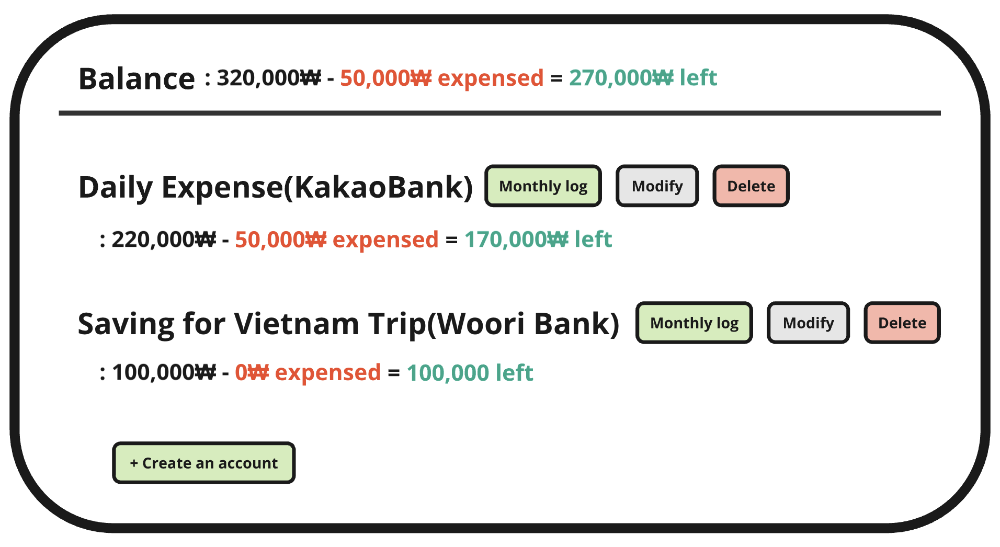 Balance : 320,000₩ - 50,000₩ expensed = 270,000₩ left
Daily Expense(KakaoBank) Monthly log Modify Delete
: 220,000₩ - 50,000₩ expensed = 170,000₩ left
Saving for Vietnam Trip(Woori Bank) Monthly log Modify Delete
: 100,000₩ - 0₩ expensed = 100,000 left
+ Create an account